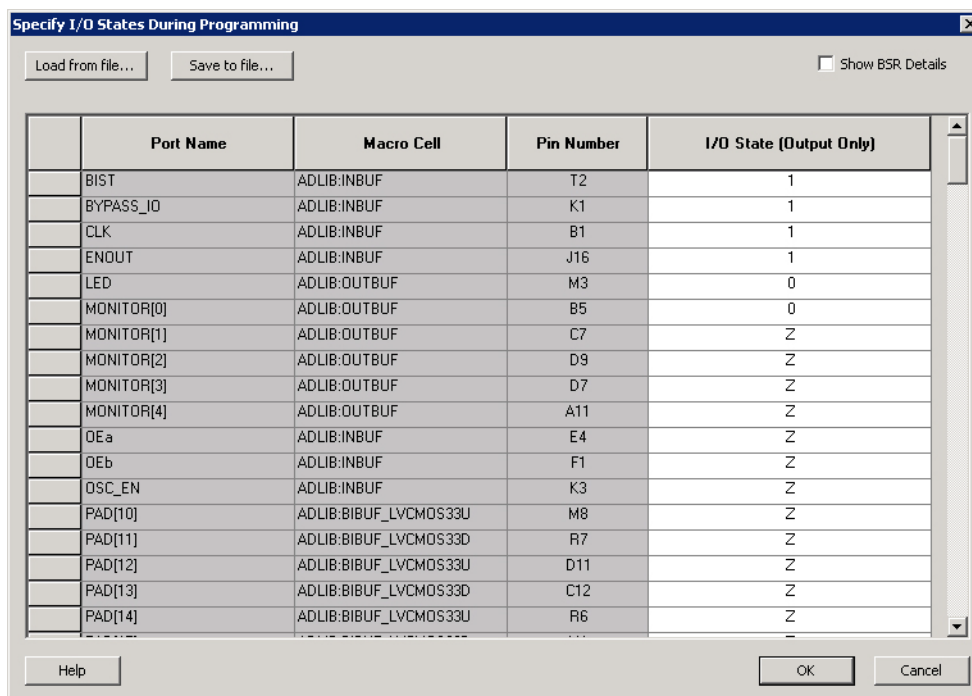 Specify I/O States During Programming
Load from file... Save to file... Show BSR Details
Port Name Macro Cell Pin Number I/O State (Output Only)
BIST ADLIB:INBUF T2 1
BYPASS_IO ADLIB:INBUF K1 1
CLK ADLIB:INBUF B1 1
ENOUT ADLIB:INBUF J16 1
LED ADLIB:OUTBUF M3 0
MONITOR[0] ADLIB:OUTBUF B5 0
MONITOR[1] ADLIB:OUTBUF C7 Z
MONITOR[2] ADLIB:OUTBUF D9 Z
MONITOR[3] ADLIB:OUTBUF D7 Z
MONITOR[4] ADLIB:OUTBUF A11 Z
OEa ADLIB:INBUF E4 Z
OEb ADLIB:INBUF F1 Z
OSC_EN ADLIB:INBUF K3 Z
PAD[10] ADLIB:BIBUF_LVCMOS33U M8 Z
PAD[11] ADLIB:BIBUF_LVCMOS33D R7 Z
PAD[12] ADLIB:BIBUF_LVCMOS33U D11 Z
PAD[13] ADLIB:BIBUF_LVCMOS33D C12 Z
PAD[14] ADLIB:BIBUF_LVCMOS33U R6 Z
Help OK Cancel